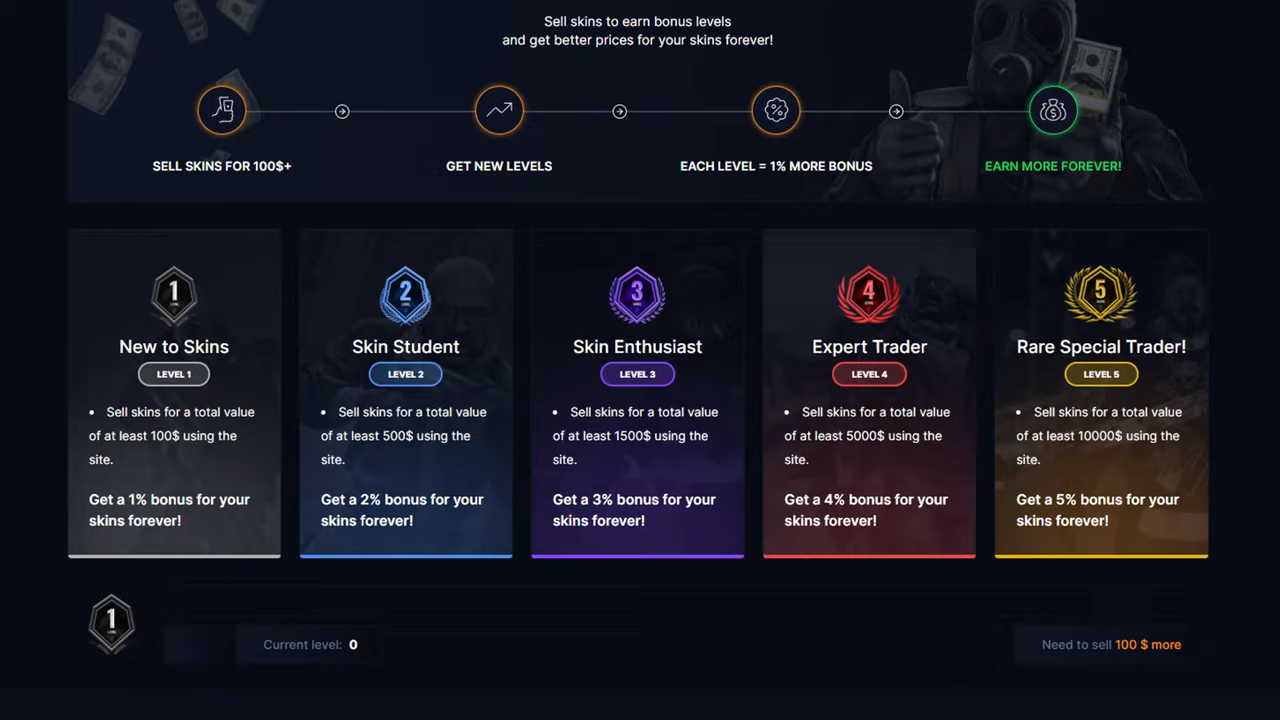 Sell skins to earn bonus levels
and get better prices for your skins forever!
SELL SKINS FOR 100$+
GET NEW LEVELS
EACH LEVEL = 1% MORE BONUS
EARN MORE FOREVER!
1
LEVEL
New to Skins
LEVEL 1
• Sell skins for a total value
of at least 100$ using the
site.
Get a 1% bonus for your
skins forever!
2
LEVEL
Skin Student
LEVEL 2
• Sell skins for a total value
of at least 500$ using the
site.
Get a 2% bonus for your
skins forever!
3
LEVEL
Skin Enthusiast
LEVEL 3
• Sell skins for a total value
of at least 1500$ using the
site.
Get a 3% bonus for your
skins forever!
4
LEVEL
Expert Trader
LEVEL 4
• Sell skins for a total value
of at least 5000$ using the
site.
Get a 4% bonus for your
skins forever!
5
LEVEL
Rare Special Trader!
LEVEL 5
• Sell skins for a total value
of at least 10000$ using the
site.
Get a 5% bonus for your
skins forever!
1
LEVEL
Current level: 0
Need to sell 100 $ more